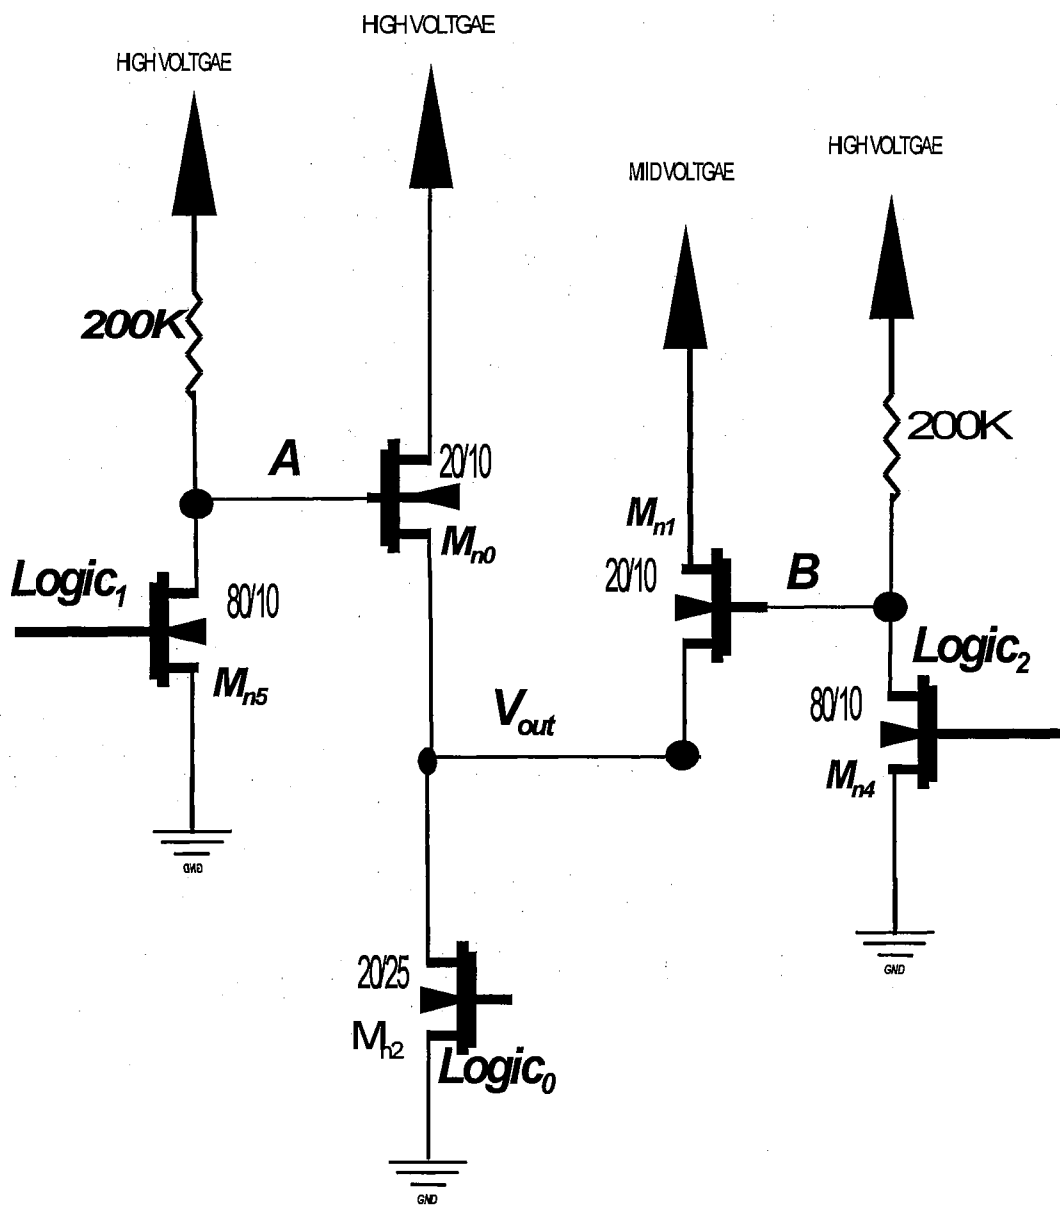 HIGH VOLTGAE
HIGH VOLTGAE
HIGH VOLTGAE
MID VOLTGAE
200K
200K
A
20/10
Mn0
Mn1
20/10
B
Logic1
80/10
Mn5
Logic2
80/10
Mn4
Vout
GND
GND
20/25
Mn2
Logic0
GND